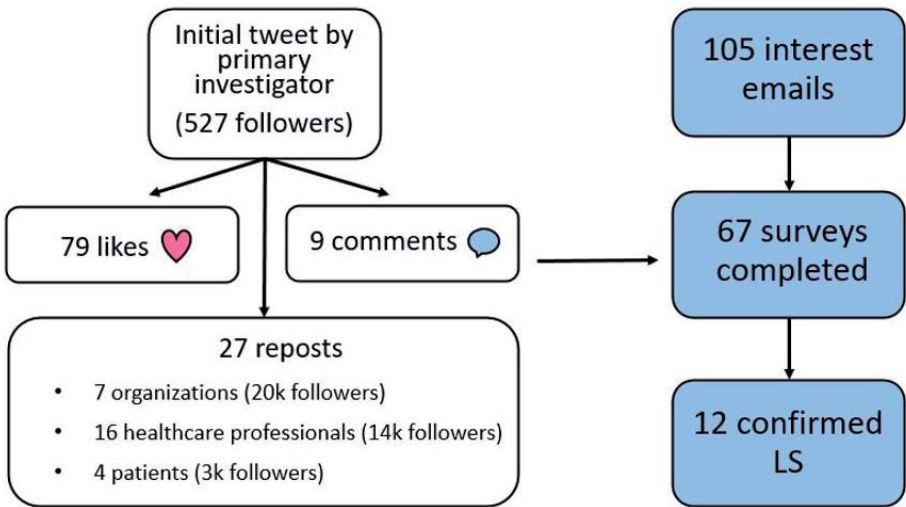 Initial tweet by
primary
investigator
(527 followers)
79 likes
9 comments
27 reposts
• 7 organizations (20k followers)
• 16 healthcare professionals (14k followers)
• 4 patients (3k followers)
105 interest
emails
67 surveys
completed
12 confirmed
LS